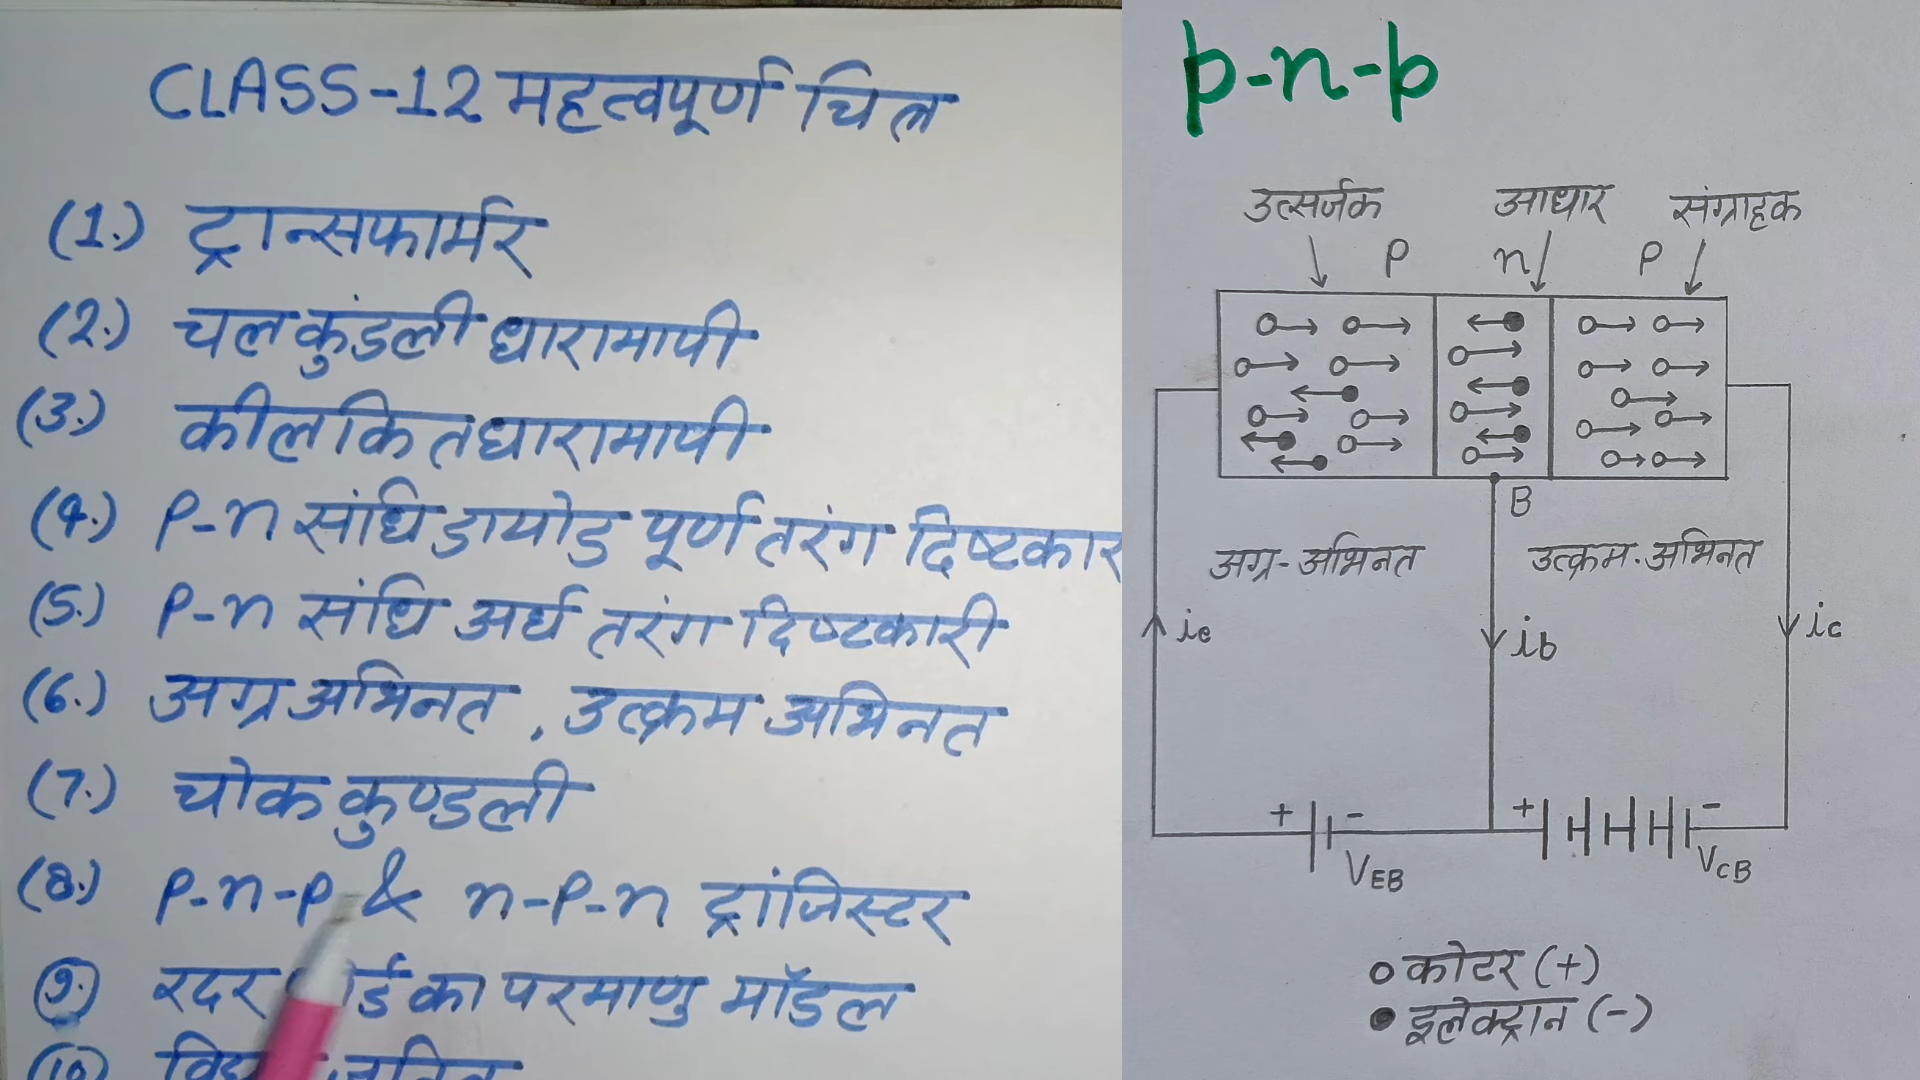 CLASS-12 महत्वपूर्ण चित्र
(1.) ट्रान्सफार्मर
(2.) चल कुंडली धारामापी
(3.) कीलकित धारामापी
(4.) P-n संधि डायोड पूर्ण तरंग दिष्टकार
(5.) P-n संधि अर्ध तरंग दिष्टकारी
(6.) अग्र अभिनत , उत्क्रम अभिनत
(7.) चोक कुण्डली
(8.) P-n-P & n-P-n ट्रांजिस्टर
(9.) का परमाणु मॉडल
(10)
p-n-p
उत्सर्जक आधार संग्राहक
P n P
B
अग्र-अभिनत उत्क्रम-अभिनत
ie ib ic
+ - + -
VEB VCB
कोटर (+)
इलेक्ट्रान (-)